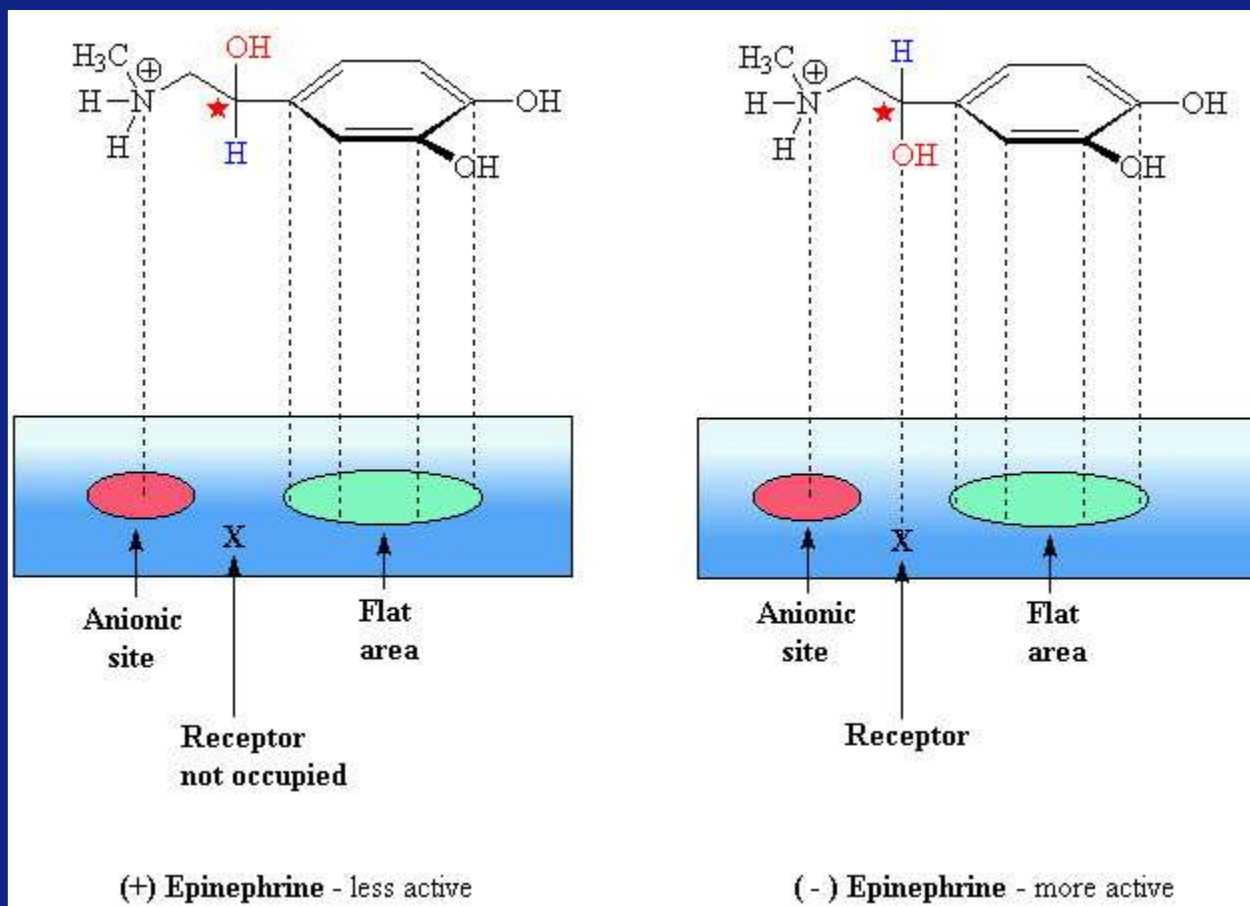 H₃C
OH
H
N
⊕
H
H
OH
OH
H₃C
H
H
N
⊕
H
OH
OH
OH
X
X
Anionic
site
Flat
area
Receptor
not occupied
Anionic
site
Flat
area
Receptor
(+) Epinephrine - less active
( - ) Epinephrine - more active